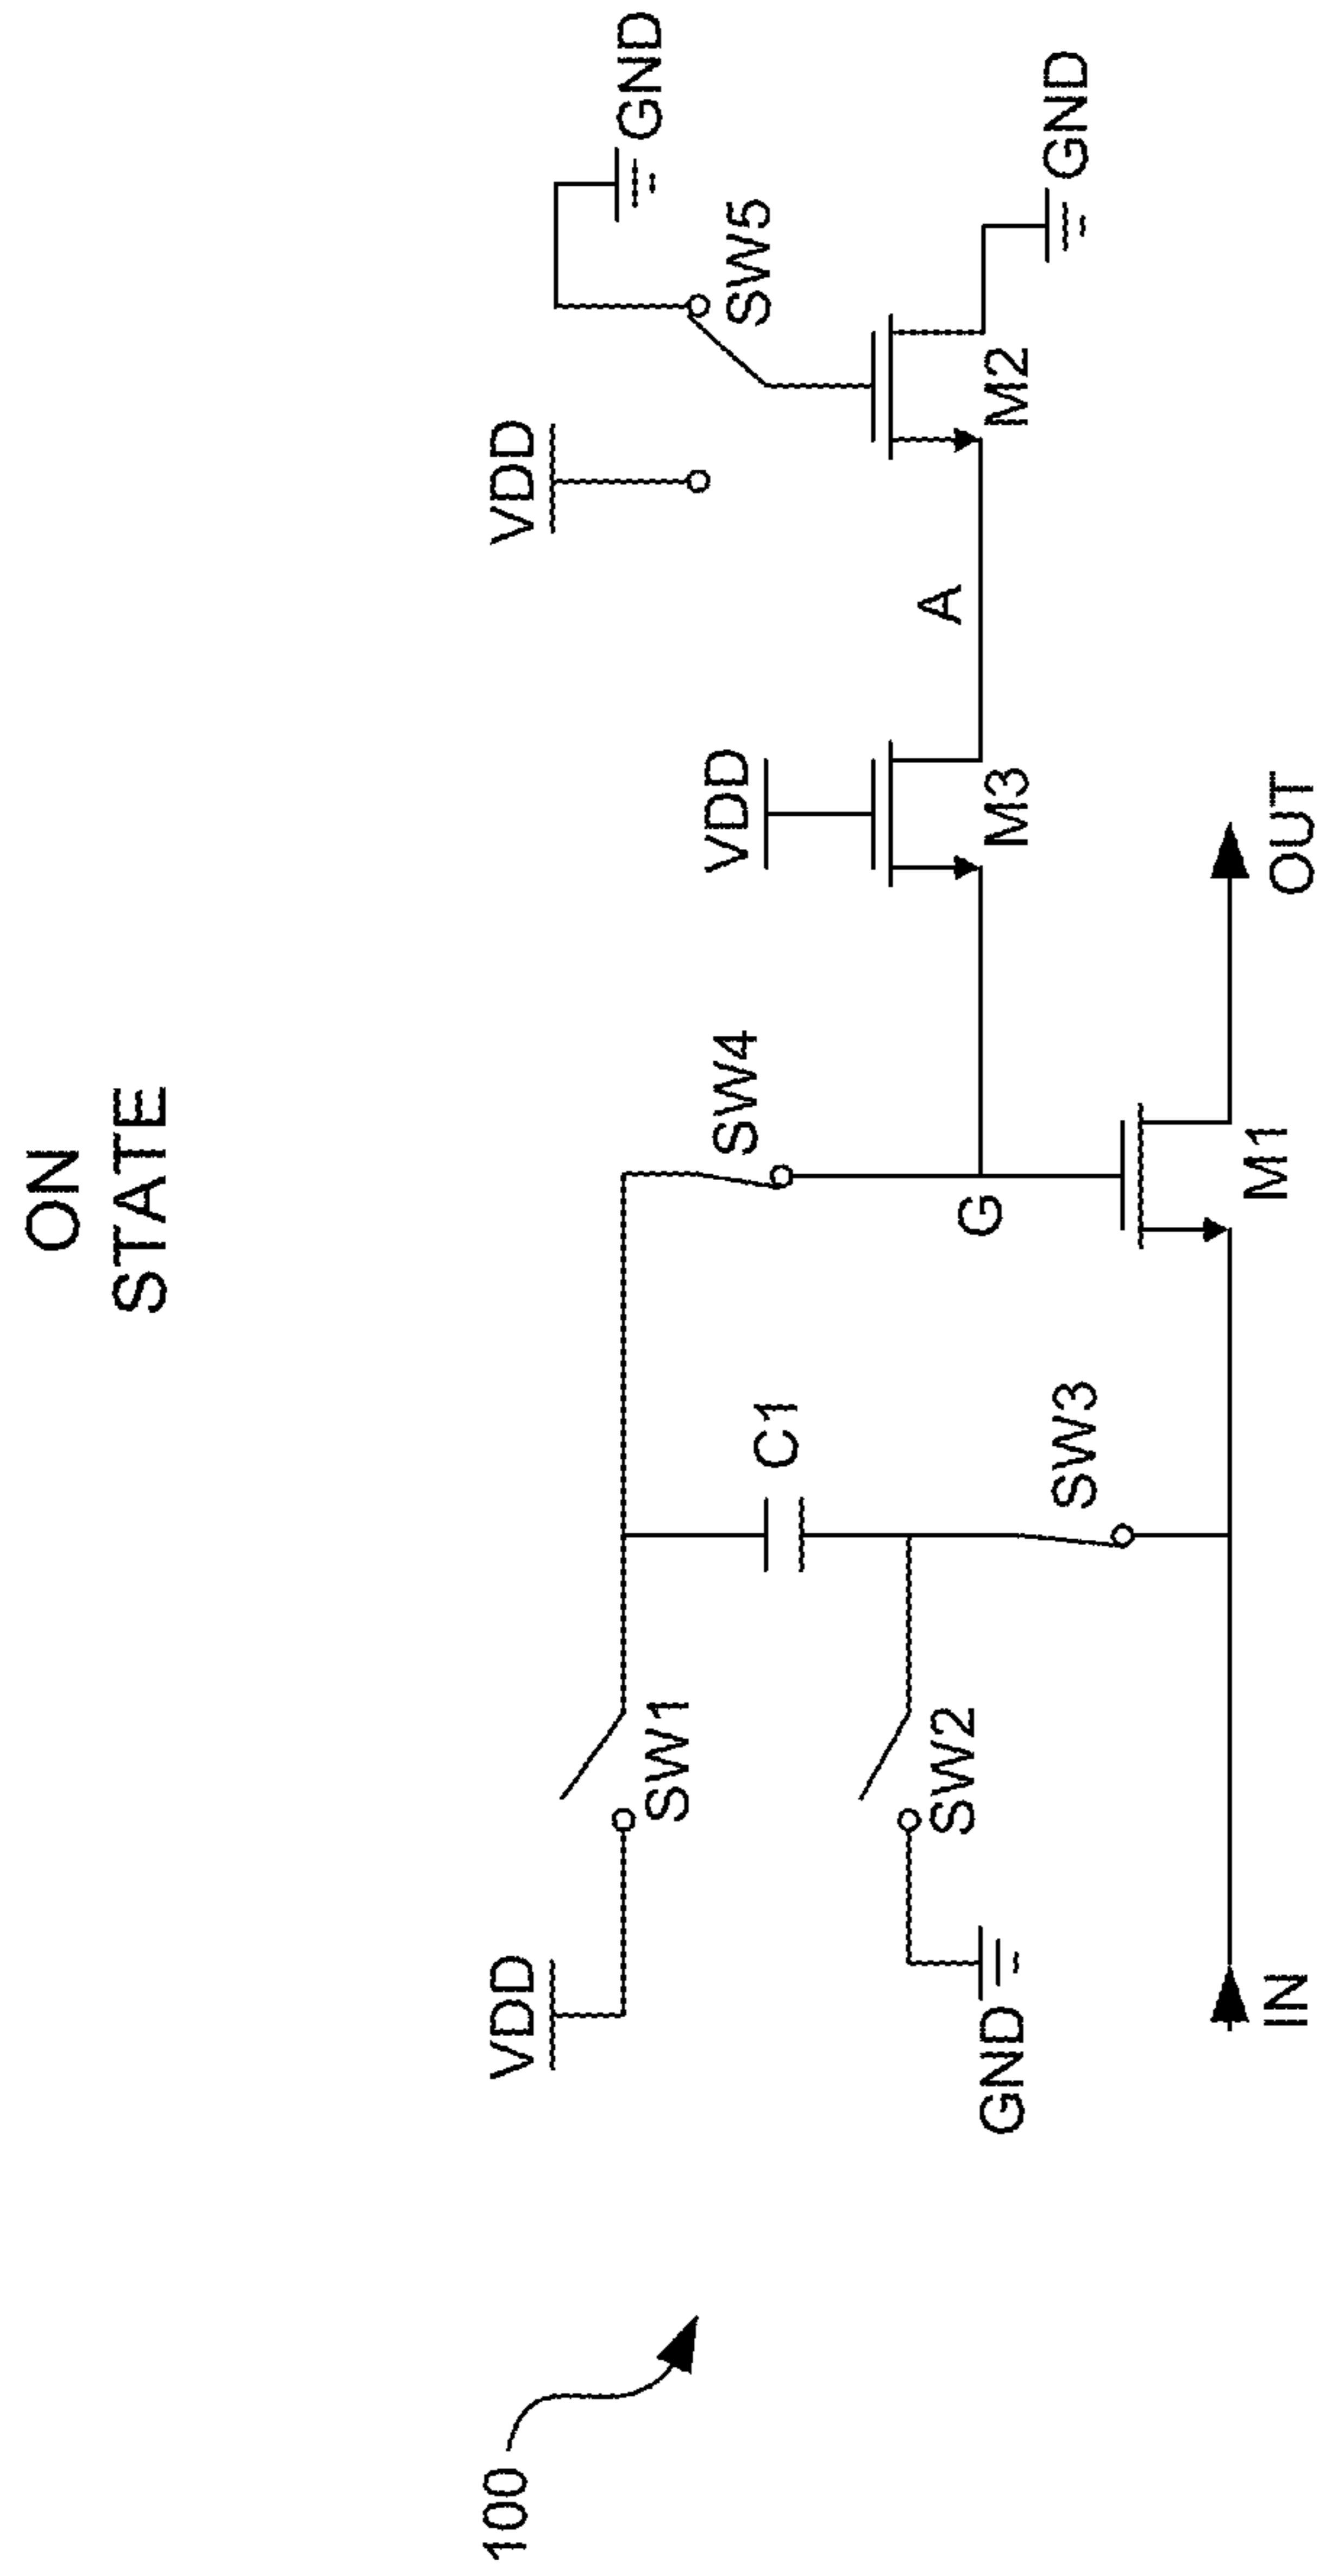 ON
STATE
100
VDD
SW1
GND
SW2
IN
C1
SW3
SW4
G
M1
OUT
VDD
M3
A
VDD
SW5
GND
M2
GND